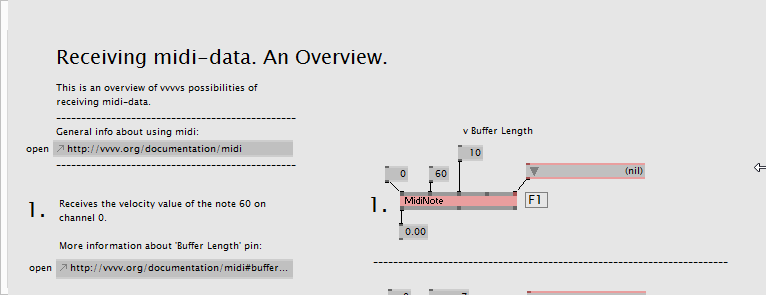 Receiving midi-data. An Overview.
This is an overview of vvvvs possibilities of
receiving midi-data.
General info about using midi:
open http://vvvv.org/documentation/midi
1. Receives the velocity value of the note 60 on
channel 0.
More information about 'Buffer Length' pin:
open http://vvvv.org/documentation/midi#buffer...
v Buffer Length
10
0 60 (nil)
1. MidiNote F1
0.00